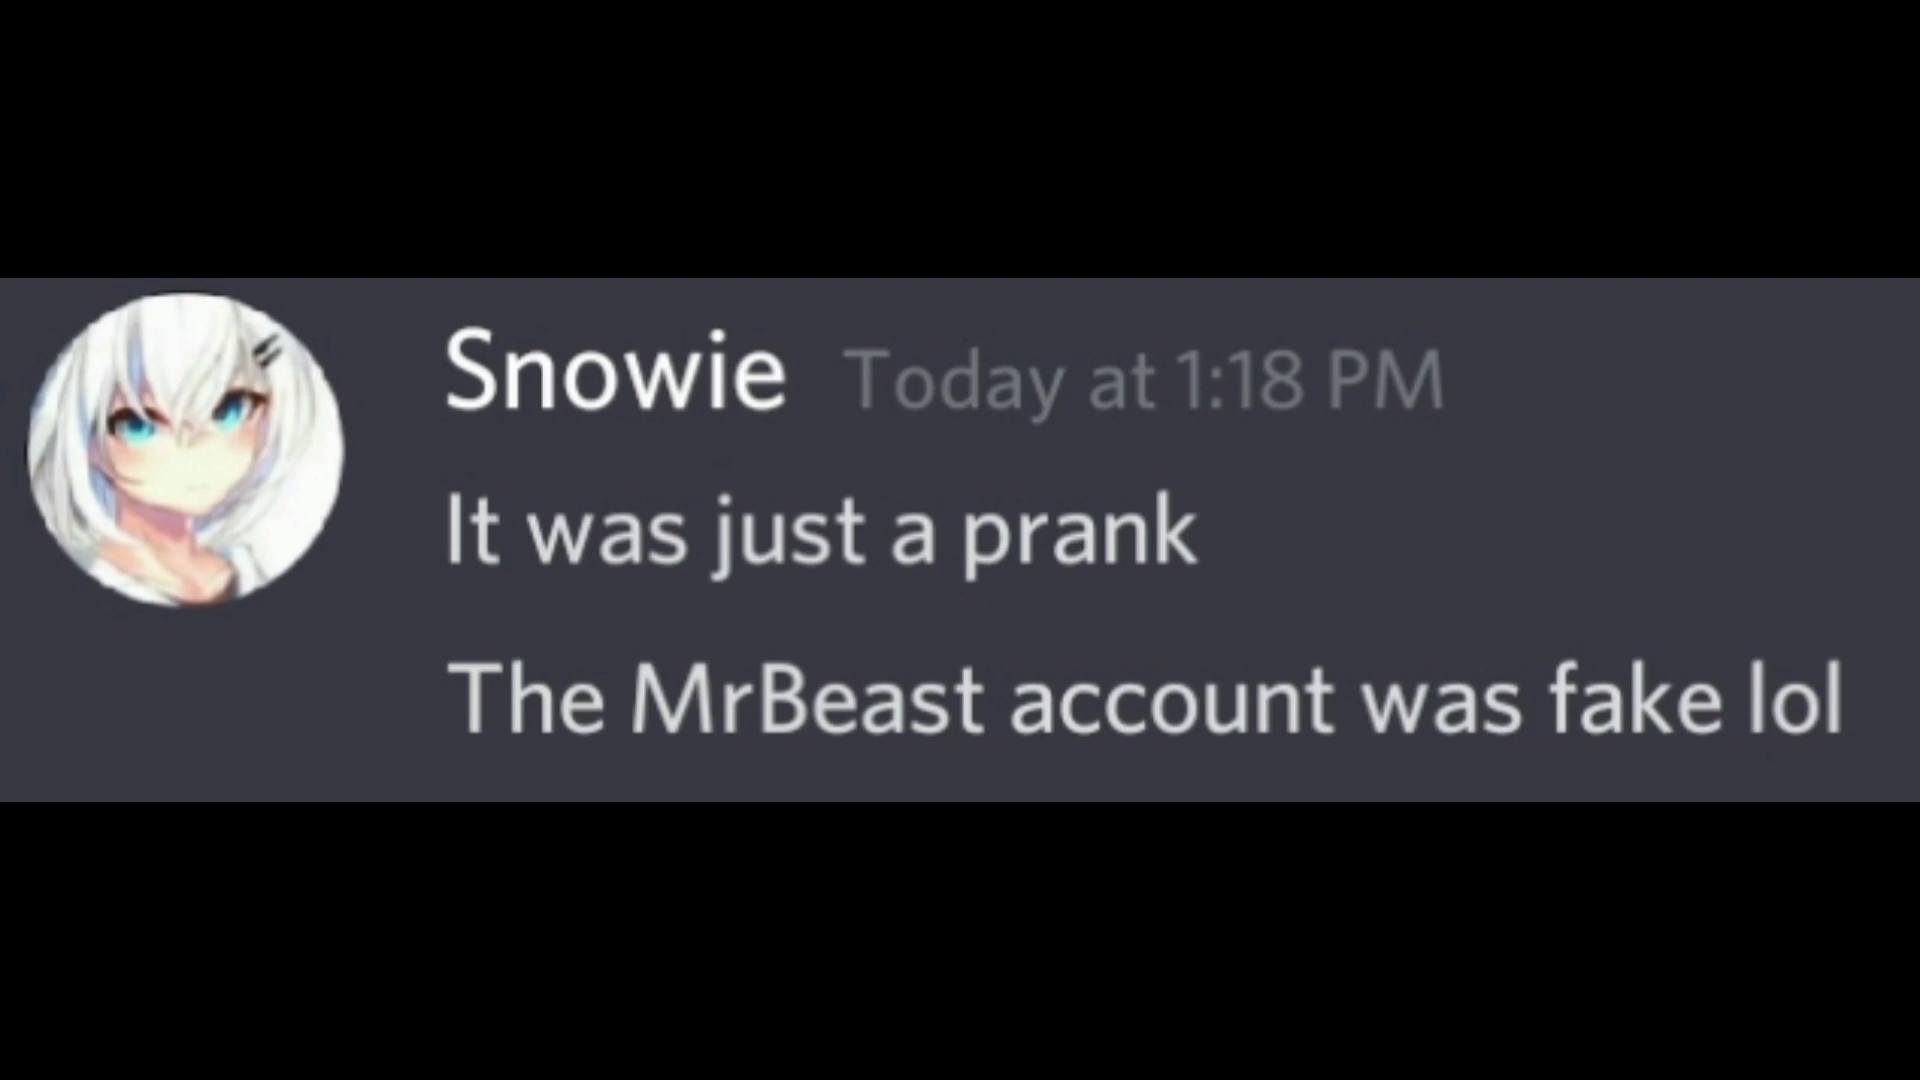 Snowie Today at 1:18 PM
It was just a prank
The MrBeast account was fake lol